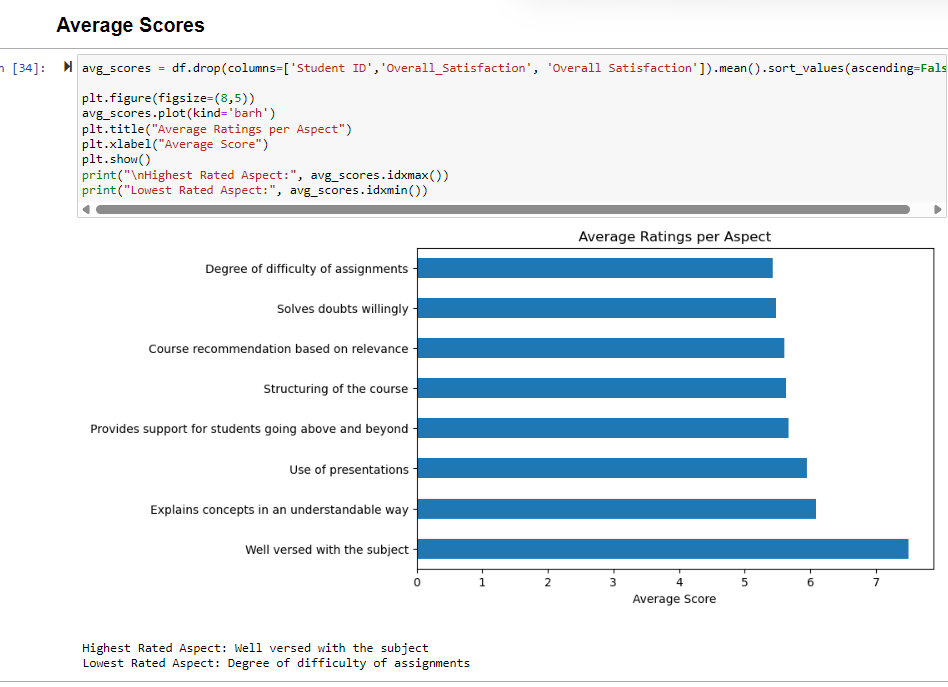 Average Scores
n [34]:
avg_scores = df.drop(columns=['Student ID','Overall_Satisfaction', 'Overall Satisfaction']).mean().sort_values(ascending=Fals
plt.figure(figsize=(8,5))
avg_scores.plot(kind='barh')
plt.title("Average Ratings per Aspect")
plt.xlabel("Average Score")
plt.show()
print("\nHighest Rated Aspect:", avg_scores.idxmax())
print("Lowest Rated Aspect:", avg_scores.idxmin())
Average Ratings per Aspect
Degree of difficulty of assignments
Solves doubts willingly
Course recommendation based on relevance
Structuring of the course
Provides support for students going above and beyond
Use of presentations
Explains concepts in an understandable way
Well versed with the subject
0 1 2 3 4 5 6 7
Average Score
Highest Rated Aspect: Well versed with the subject
Lowest Rated Aspect: Degree of difficulty of assignments